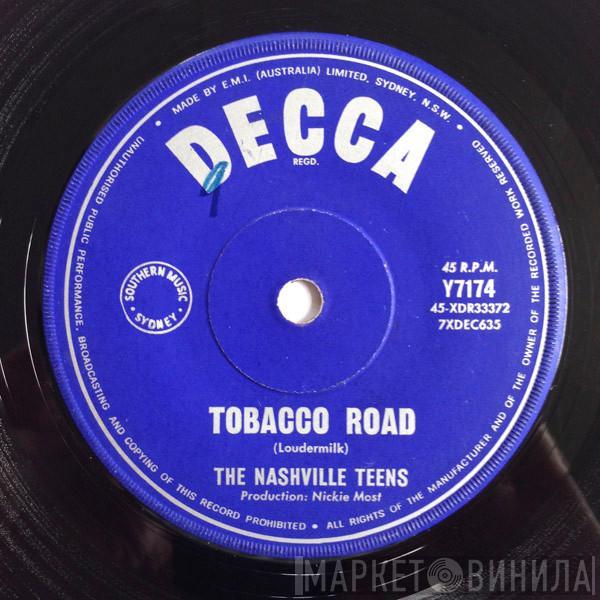 • MADE BY E.M.I. (AUSTRALIA) LIMITED, SYDNEY, N.S.W. •
DECCA
REGD.
SOUTHERN MUSIC
• SYDNEY •
45 R.P.M.
Y7174
45-XDR33372
7XDEC635
TOBACCO ROAD
(Loudermilk)
THE NASHVILLE TEENS
Production: Nickie Most
UNAUTHORISED PUBLIC PERFORMANCE, BROADCASTING AND COPYING OF THIS RECORD PROHIBITED • ALL RIGHTS OF THE MANUFACTURER AND OF THE OWNER OF THE RECORDED WORK RESERVED
МАРКЕТ ВИНИЛА